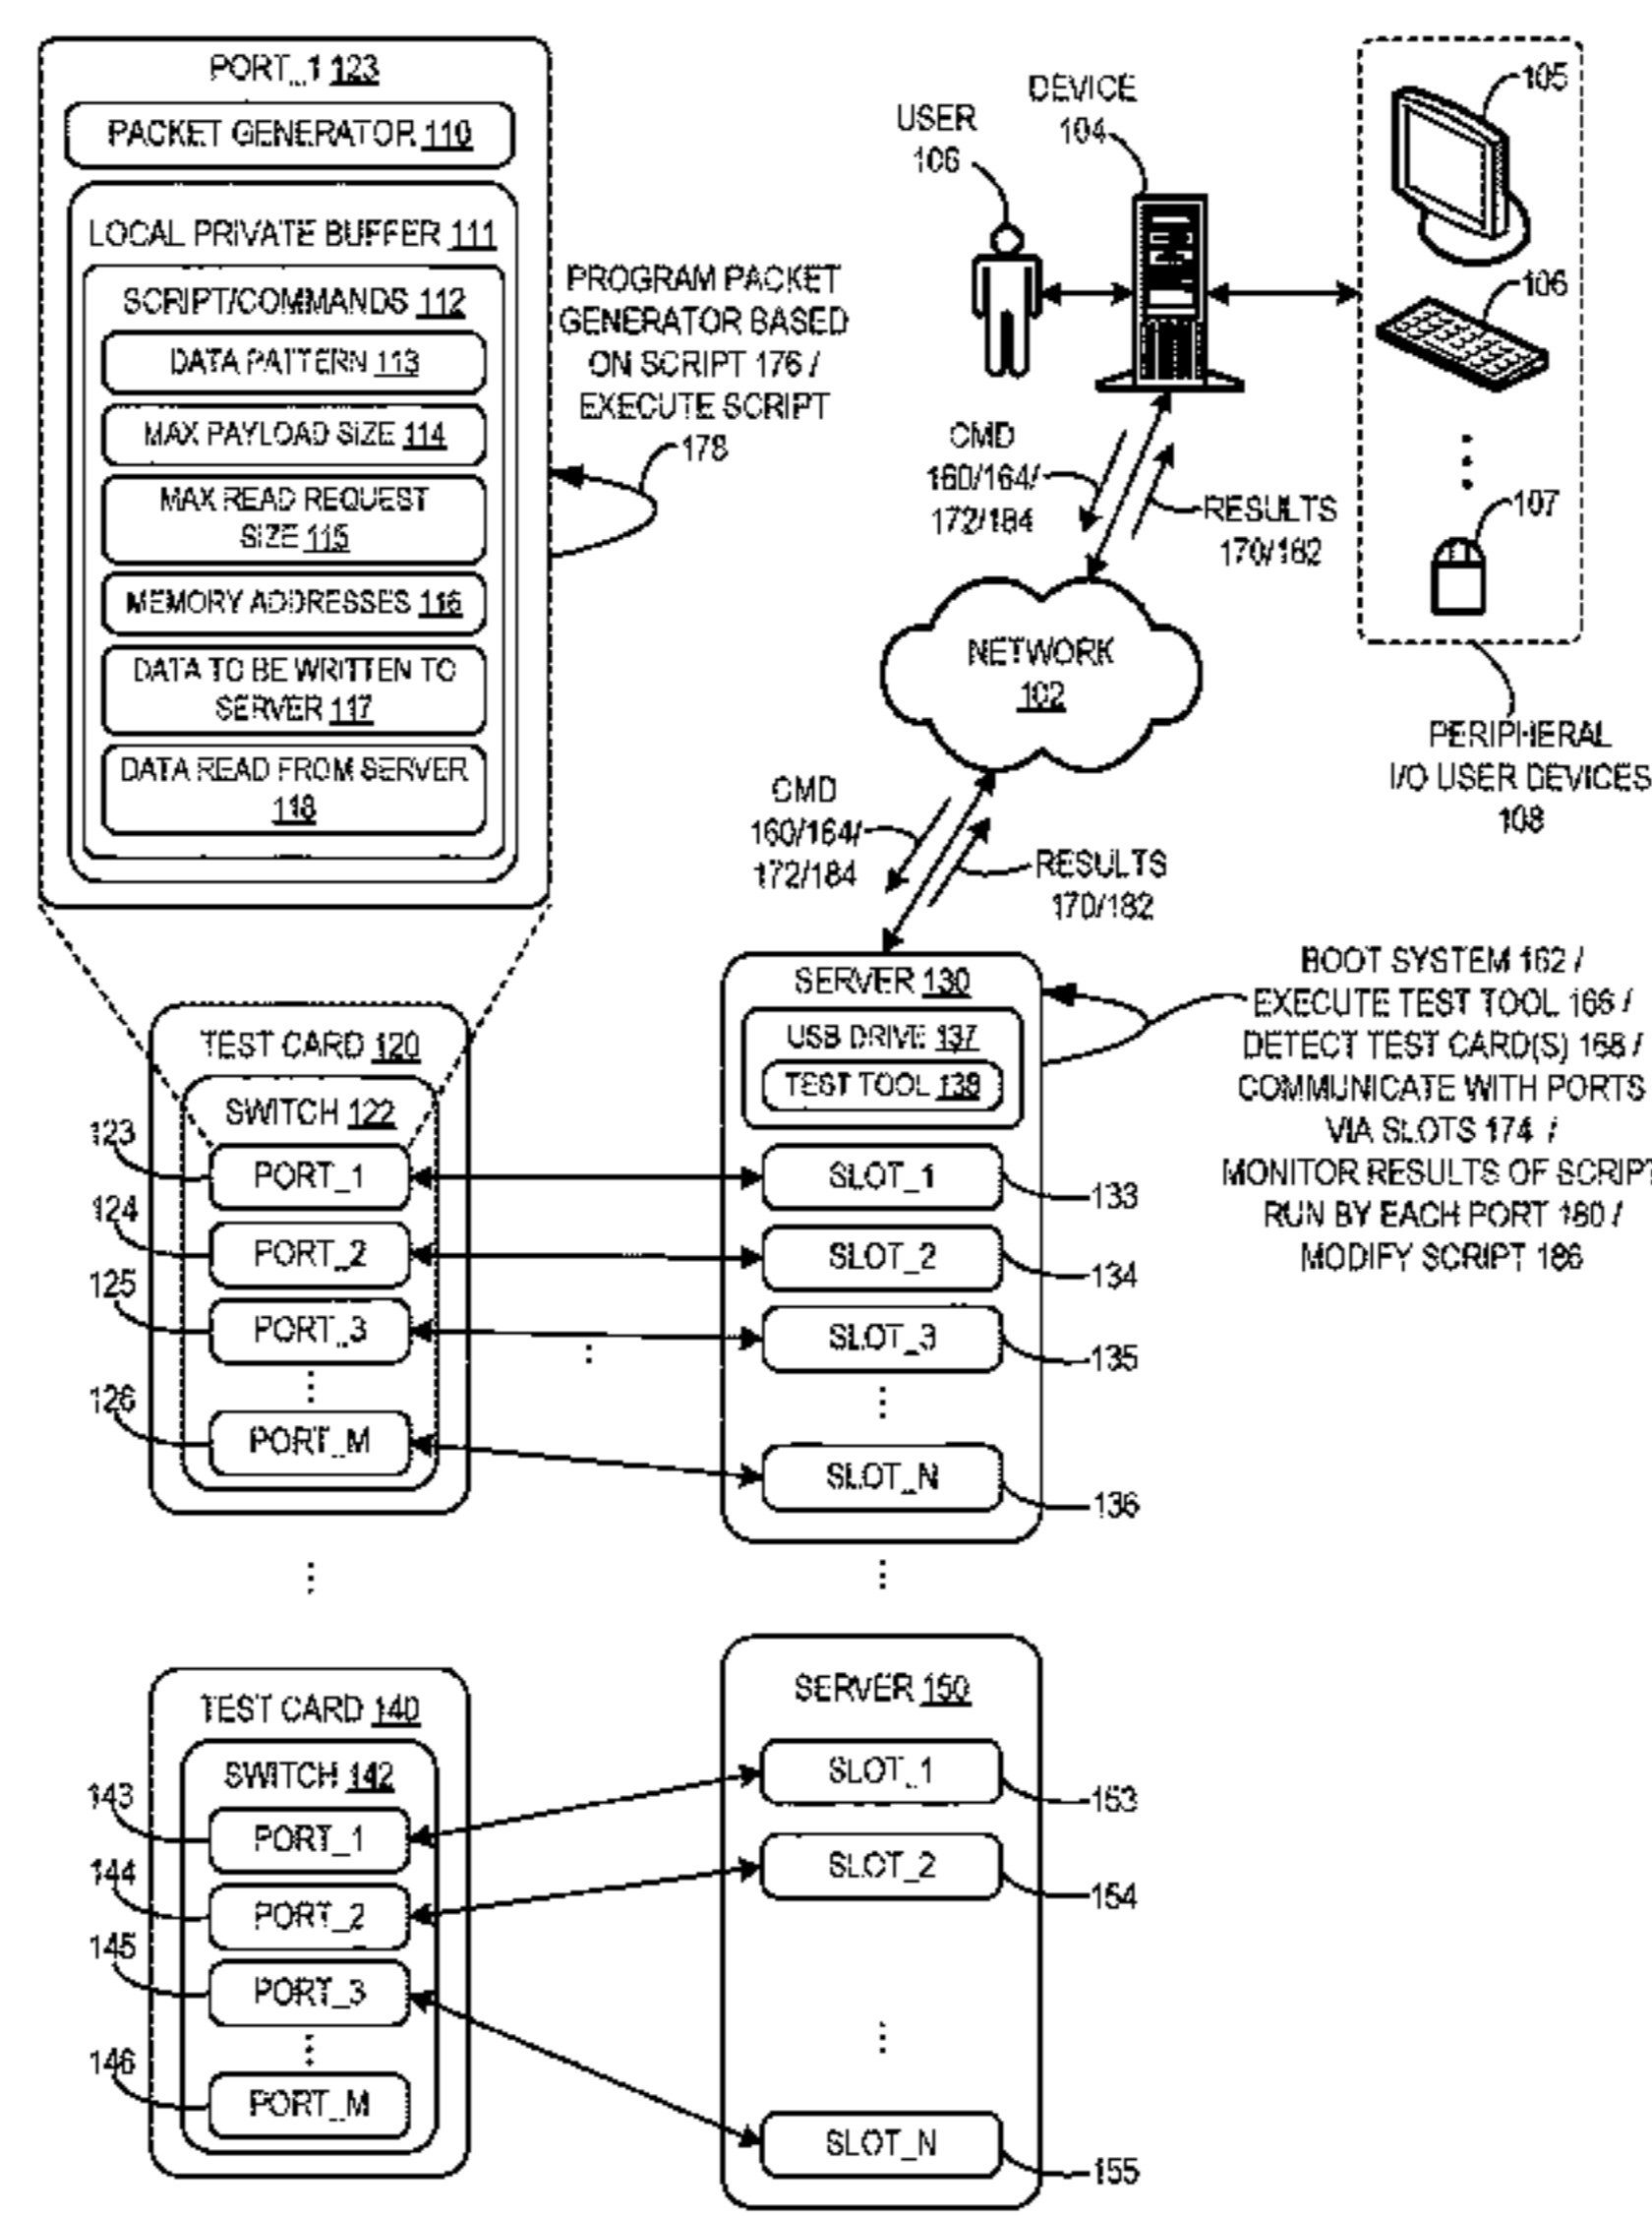 PORT_1 123
PACKET GENERATOR 110
LOCAL PRIVATE BUFFER 111
SCRIPT/COMMANDS 112
DATA PATTERN 113
MAX PAYLOAD SIZE 114
MAX READ REQUEST
SIZE 115
MEMORY ADDRESSES 116
DATA TO BE WRITTEN TO
SERVER 117
DATA READ FROM SERVER
118
PROGRAM PACKET
GENERATOR BASED
ON SCRIPT 176 /
EXECUTE SCRIPT
178
USER
106
DEVICE
104
105
106
107
PERIPHERAL
I/O USER DEVICES
108
CMD
160/164/
172/184
RESULTS
170/182
NETWORK
102
CMD
160/164/
172/184
RESULTS
170/182
TEST CARD 120
SWITCH 122
123
PORT_1
124
PORT_2
125
PORT_3
126
PORT_M
SERVER 130
USB DRIVE 137
TEST TOOL 138
SLOT_1
133
SLOT_2
134
SLOT_3
135
SLOT_N
136
BOOT SYSTEM 162 /
EXECUTE TEST TOOL 166 /
DETECT TEST CARD(S) 168 /
COMMUNICATE WITH PORTS
VIA SLOTS 174 /
MONITOR RESULTS OF SCRIPT
RUN BY EACH PORT 180 /
MODIFY SCRIPT 186
TEST CARD 140
SWITCH 142
143
PORT_1
144
PORT_2
145
PORT_3
146
PORT_M
SERVER 150
SLOT_1
153
SLOT_2
154
SLOT_N
155